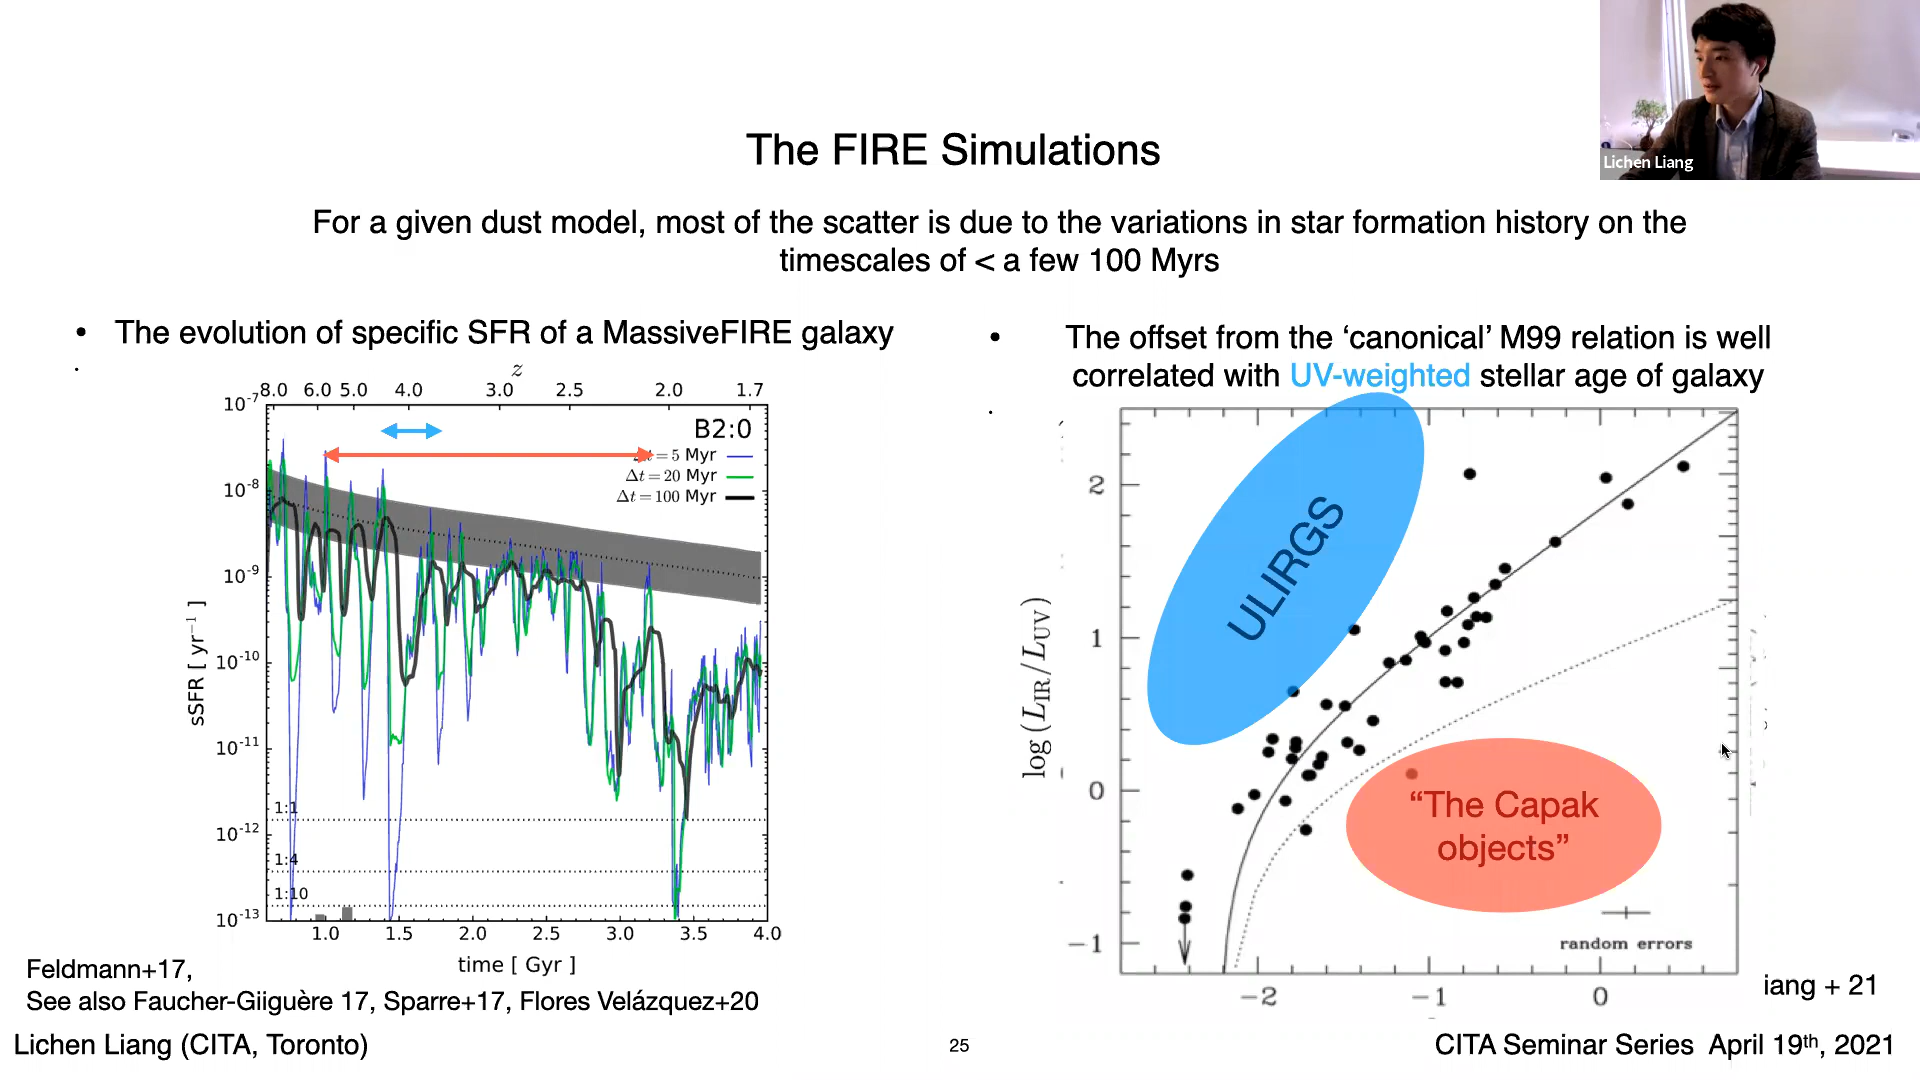 Lichen Liang
The FIRE Simulations
For a given dust model, most of the scatter is due to the variations in star formation history on the
timescales of < a few 100 Myrs
• The evolution of specific SFR of a MassiveFIRE galaxy
z
8.0 6.0 5.0 4.0 3.0 2.5 2.0 1.7
B2:0
= 5 Myr
Δt = 20 Myr
Δt = 100 Myr
10⁻⁷
10⁻⁸
10⁻⁹
10⁻¹⁰
10⁻¹¹
10⁻¹²
10⁻¹³
sSFR [ yr⁻¹ ]
1:1
1:4
1:10
1.0 1.5 2.0 2.5 3.0 3.5 4.0
time [ Gyr ]
Feldmann+17,
See also Faucher-Giiguère 17, Sparre+17, Flores Velázquez+20
• The offset from the ‘canonical’ M99 relation is well
correlated with UV-weighted stellar age of galaxy
ULIRGS
“The Capak
objects”
random errors
log (L_IR/L_UV)
2
1
0
−1
−2 −1 0
iang + 21
Lichen Liang (CITA, Toronto)
25
CITA Seminar Series April 19th, 2021